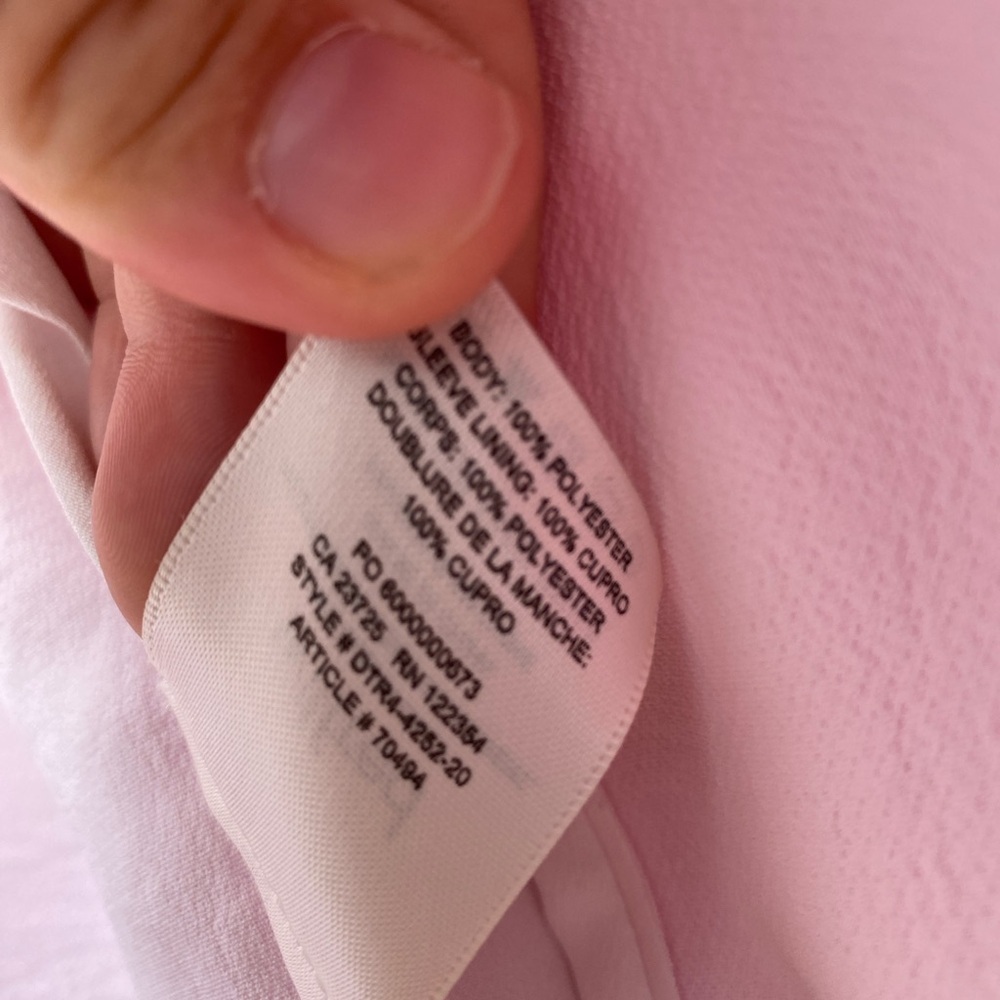 BODY: 100% POLYESTER
SLEEVE LINING: 100% CUPRO
CORPS: 100% POLYESTER
DOUBLURE DE LA MANCHE:
100% CUPRO
PO 6000000673
CA 23725 RN 122354
STYLE # DTR4-4252-20
ARTICLE # 70494